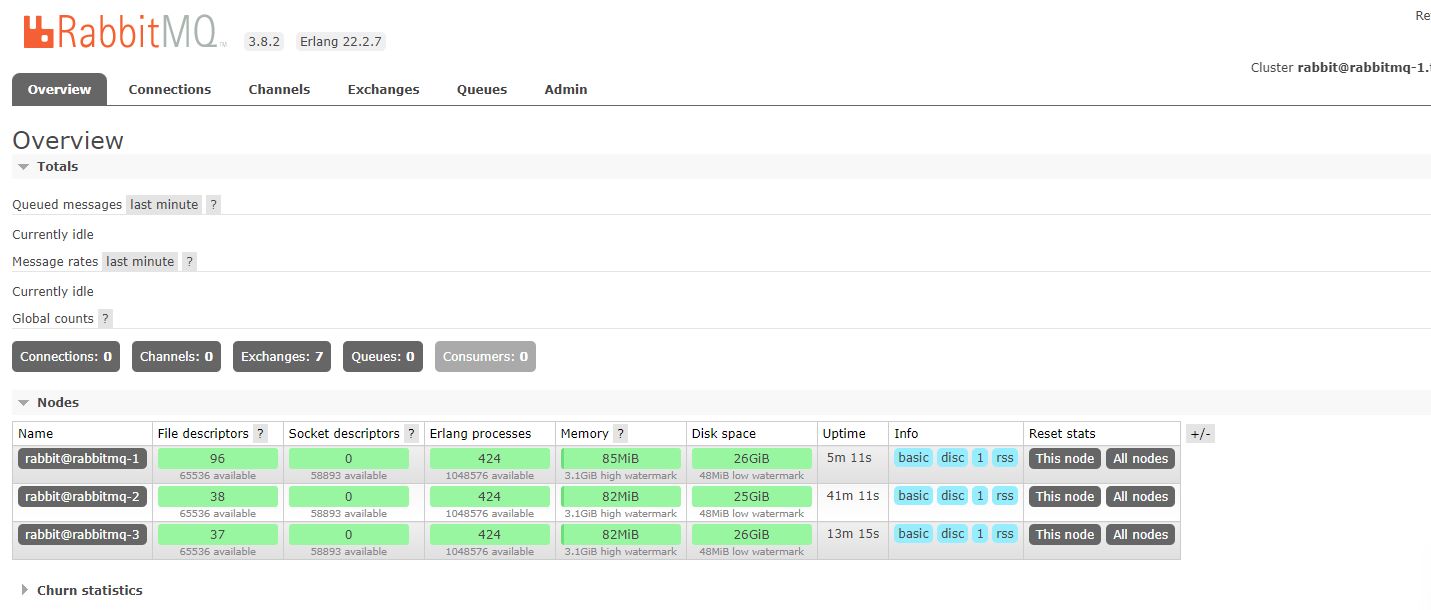 RabbitMQ TM 3.8.2 Erlang 22.2.7
Cluster rabbit@rabbitmq-1.
Overview Connections Channels Exchanges Queues Admin
Overview
Totals
Queued messages last minute ?
Currently idle
Message rates last minute ?
Currently idle
Global counts ?
Connections: 0 Channels: 0 Exchanges: 7 Queues: 0 Consumers: 0
Nodes
Name File descriptors ? Socket descriptors ? Erlang processes Memory ? Disk space Uptime Info Reset stats +/-
rabbit@rabbitmq-1 96 0 424 85MiB 26GiB 5m 11s basic disc 1 rss This node All nodes
65536 available 58893 available 1048576 available 3.1GiB high watermark 48MiB low watermark
rabbit@rabbitmq-2 38 0 424 82MiB 25GiB 41m 11s basic disc 1 rss This node All nodes
65536 available 58893 available 1048576 available 3.1GiB high watermark 48MiB low watermark
rabbit@rabbitmq-3 37 0 424 82MiB 26GiB 13m 15s basic disc 1 rss This node All nodes
65536 available 58893 available 1048576 available 3.1GiB high watermark 48MiB low watermark
Churn statistics